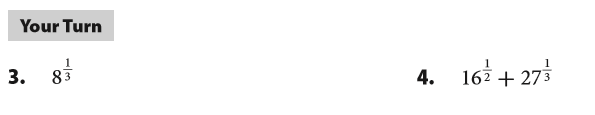 Your Turn
3. 8^{1/3} 4. 16^{1/2} + 27^{1/3}